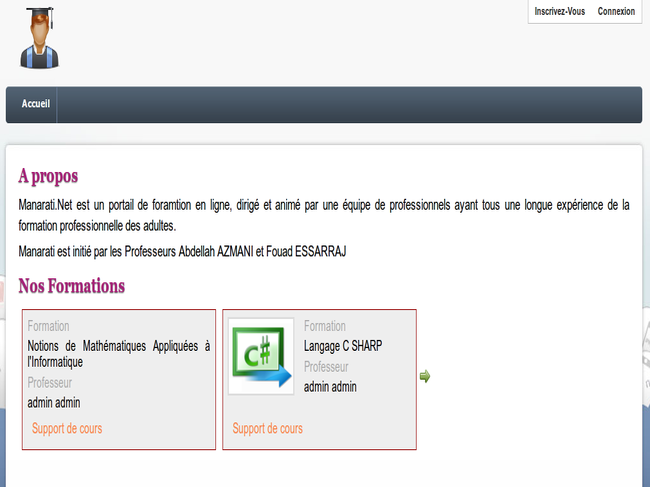 Inscrivez-Vous Connexion
Accueil
A propos
Manarati.Net est un portail de foramtion en ligne, dirigé et animé par une équipe de professionnels ayant tous une longue expérience de la
formation professionnelle des adultes.
Manarati est initié par les Professeurs Abdellah AZMANI et Fouad ESSARRAJ
Nos Formations
Formation
Notions de Mathématiques Appliquées à
l'Informatique
Professeur
admin admin
Support de cours
C#
Formation
Langage C SHARP
Professeur
admin admin
Support de cours